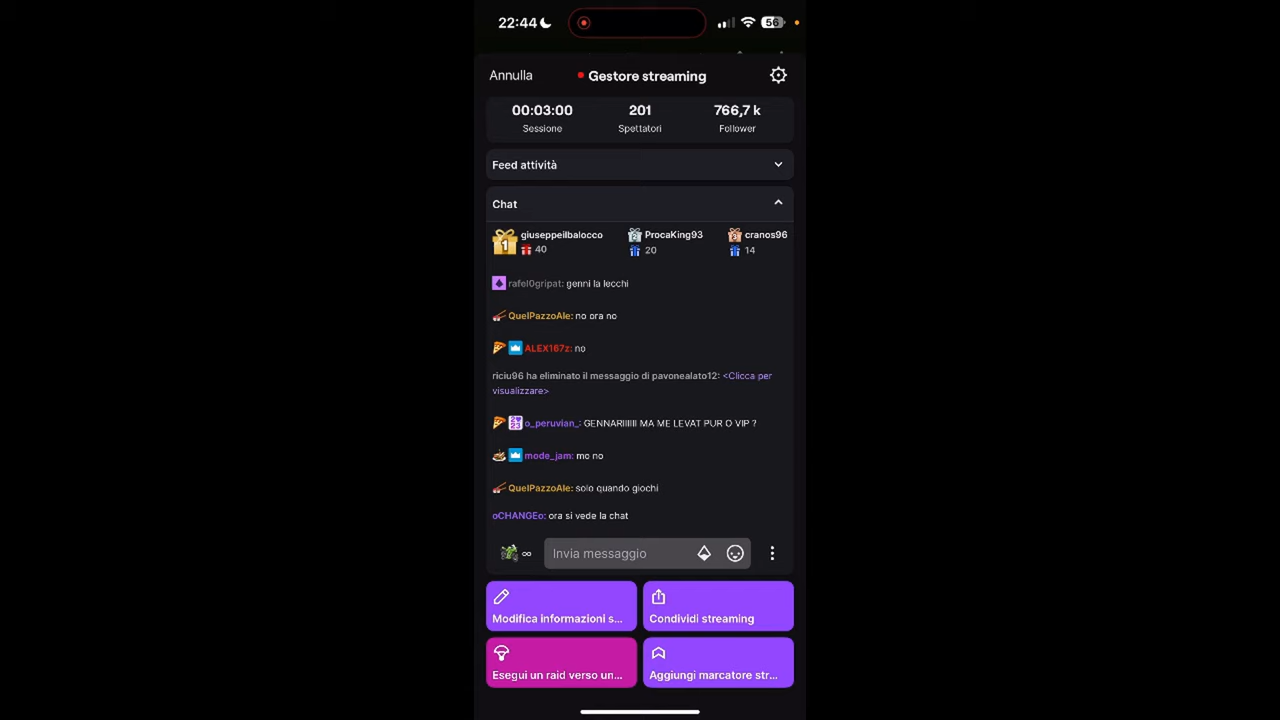 22:44
56
Annulla
Gestore streaming
00:03:00
201
766,7 k
Sessione
Spettatori
Follower
Feed attività
Chat
1 giuseppeilbalocco
40
2 ProcaKing93
20
3 cranos96
14
rafel0gripat: genni la lecchi
QuelPazzoAle: no ora no
ALEX167z: no
riciu96 ha eliminato il messaggio di pavonealato12: <Clicca per
visualizzare>
o_peruvian_: GENNARIIIIII MA ME LEVAT PUR O VIP ?
mode_jam: mo no
QuelPazzoAle: solo quando giochi
oCHANGEo: ora si vede la chat
∞
Invia messaggio
Modifica informazioni s...
Condividi streaming
Esegui un raid verso un...
Aggiungi marcatore str...